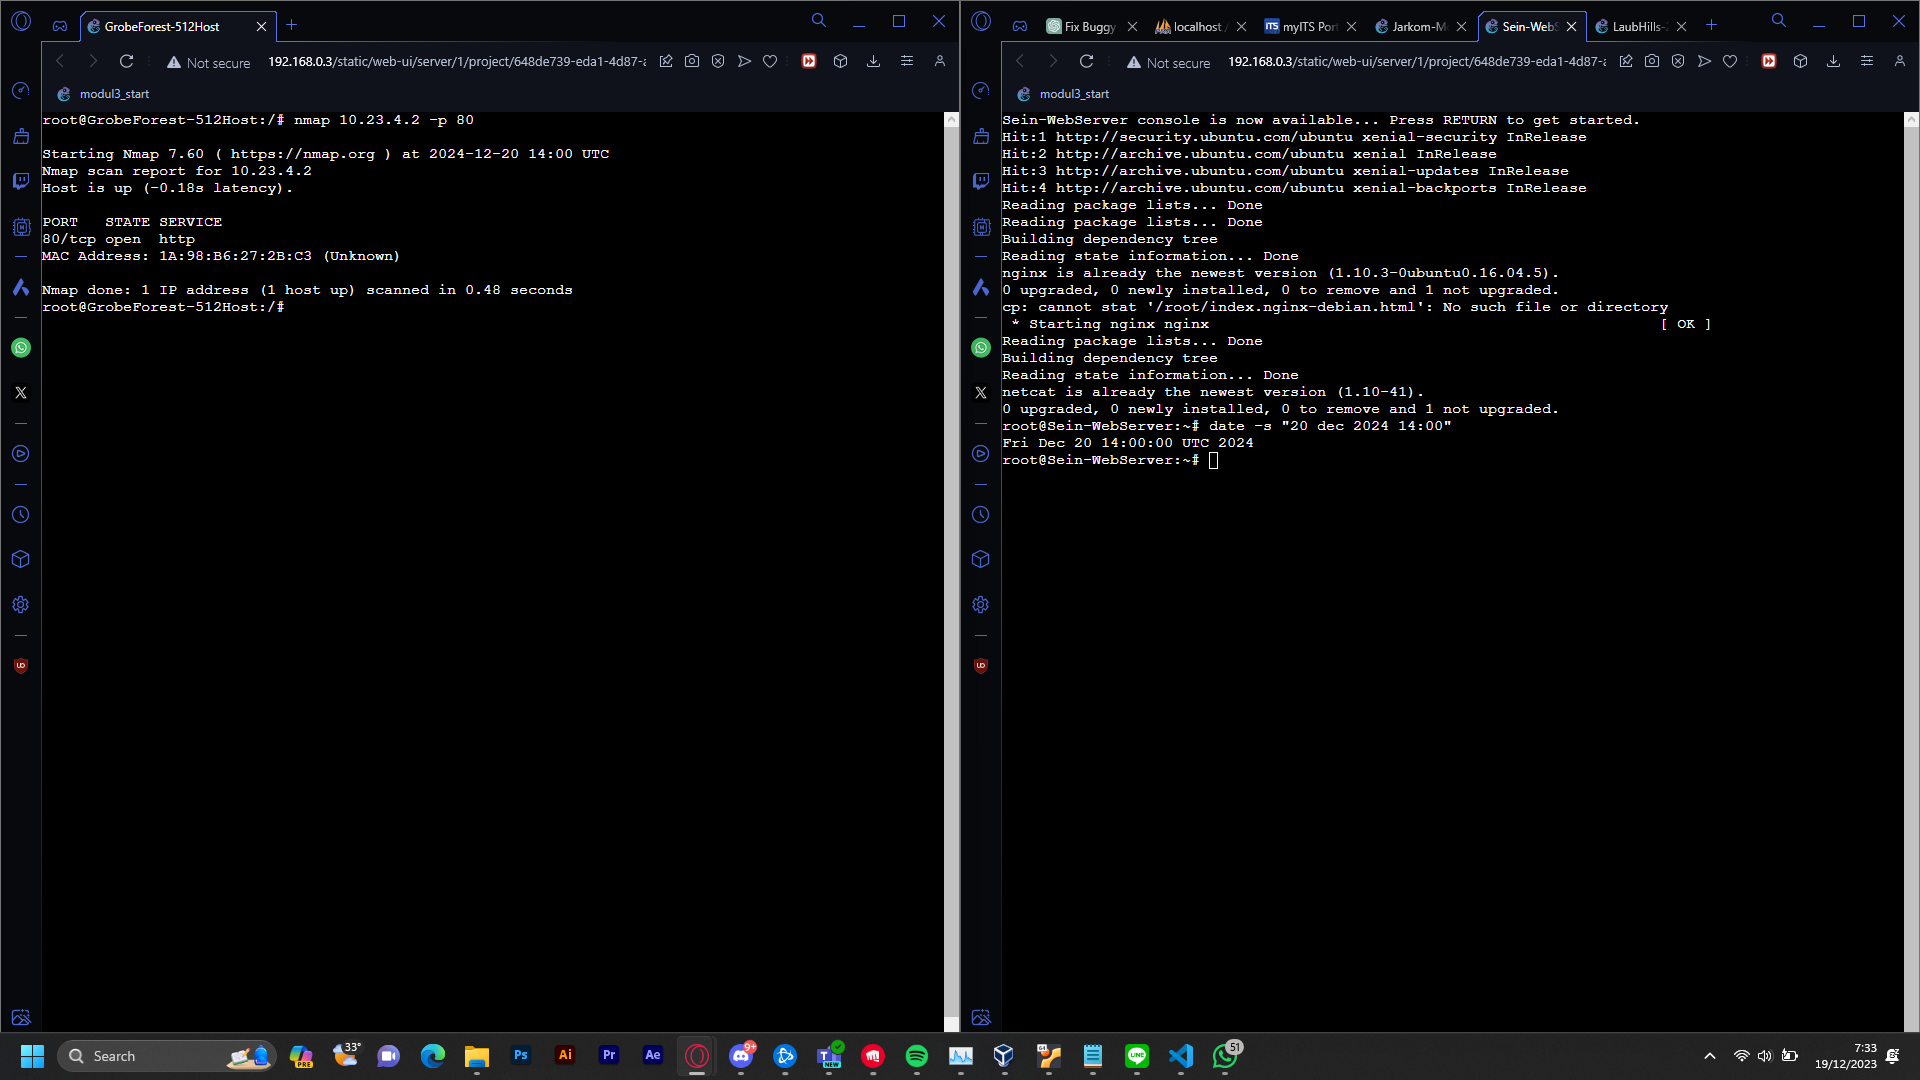 GrobeForest-512Host
Not secure
192.168.0.3/static/web-ui/server/1/project/648de739-eda1-4d87-a
modul3_start
root@GrobeForest-512Host:/# nmap 10.23.4.2 -p 80
Starting Nmap 7.60 ( https://nmap.org ) at 2024-12-20 14:00 UTC
Nmap scan report for 10.23.4.2
Host is up (-0.18s latency).
PORT   STATE SERVICE
80/tcp open  http
MAC Address: 1A:98:B6:27:2B:C3 (Unknown)
Nmap done: 1 IP address (1 host up) scanned in 0.48 seconds
root@GrobeForest-512Host:/#
Fix Buggy
localhost /
myITS Port
Jarkom-Mo
Sein-WebS
LaubHills-
Not secure
192.168.0.3/static/web-ui/server/1/project/648de739-eda1-4d87-a
modul3_start
Sein-WebServer console is now available... Press RETURN to get started.
Hit:1 http://security.ubuntu.com/ubuntu xenial-security InRelease
Hit:2 http://archive.ubuntu.com/ubuntu xenial InRelease
Hit:3 http://archive.ubuntu.com/ubuntu xenial-updates InRelease
Hit:4 http://archive.ubuntu.com/ubuntu xenial-backports InRelease
Reading package lists... Done
Reading package lists... Done
Building dependency tree
Reading state information... Done
nginx is already the newest version (1.10.3-0ubuntu0.16.04.5).
0 upgraded, 0 newly installed, 0 to remove and 1 not upgraded.
cp: cannot stat '/root/index.nginx-debian.html': No such file or directory
 * Starting nginx nginx                                                  [ OK ]
Reading package lists... Done
Building dependency tree
Reading state information... Done
netcat is already the newest version (1.10-41).
0 upgraded, 0 newly installed, 0 to remove and 1 not upgraded.
root@Sein-WebServer:~# date -s "20 dec 2024 14:00"
Fri Dec 20 14:00:00 UTC 2024
root@Sein-WebServer:~#
Search
PRE
33°
Ps
Ai
Pr
Ae
9+
NEW
LINE
51
7:33
19/12/2023